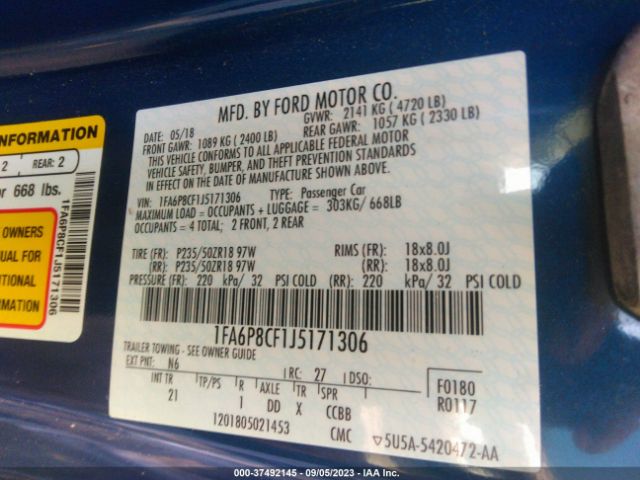 INFORMATION
2 REAR: 2
or 668 lbs.
OWNERS
UAL FOR
ITIONAL
ORMATION
1FA6P8CF1J5171306
MFD. BY FORD MOTOR CO.
DATE: 05/18 GVWR: 2141 KG ( 4720 LB)
FRONT GAWR: 1089 KG ( 2400 LB) REAR GAWR: 1057 KG ( 2330 LB)
THIS VEHICLE CONFORMS TO ALL APPLICABLE FEDERAL MOTOR
VEHICLE SAFETY, BUMPER, AND THEFT PREVENTION STANDARDS
IN EFFECT ON THE DATE OF MANUFACTURE SHOWN ABOVE.
VIN: 1FA6P8CF1J5171306 TYPE: Passenger Car
MAXIMUM LOAD = OCCUPANTS + LUGGAGE = 303KG/ 668LB
OCCUPANTS = 4 TOTAL; 2 FRONT, 2 REAR
TIRE (FR): P235/50ZR18 97W RIMS (FR): 18x8.0J
(RR): P235/50ZR18 97W (RR): 18x8.0J
PRESSURE (FR): 220 kPa/ 32 PSI COLD (RR): 220 kPa/ 32 PSI COLD
1FA6P8CF1J5171306
TRAILER TOWING - SEE OWNER GUIDE
EXT PNT: N6 RC: 27 DSO: F0180
INT TR TP/PS R AXLE TR SPR R0117
21 1 DD X CCBB
1201805021453 CMC ▽5U5A-5420472-AA
000-37492145 - 09/05/2023 - IAA Inc.